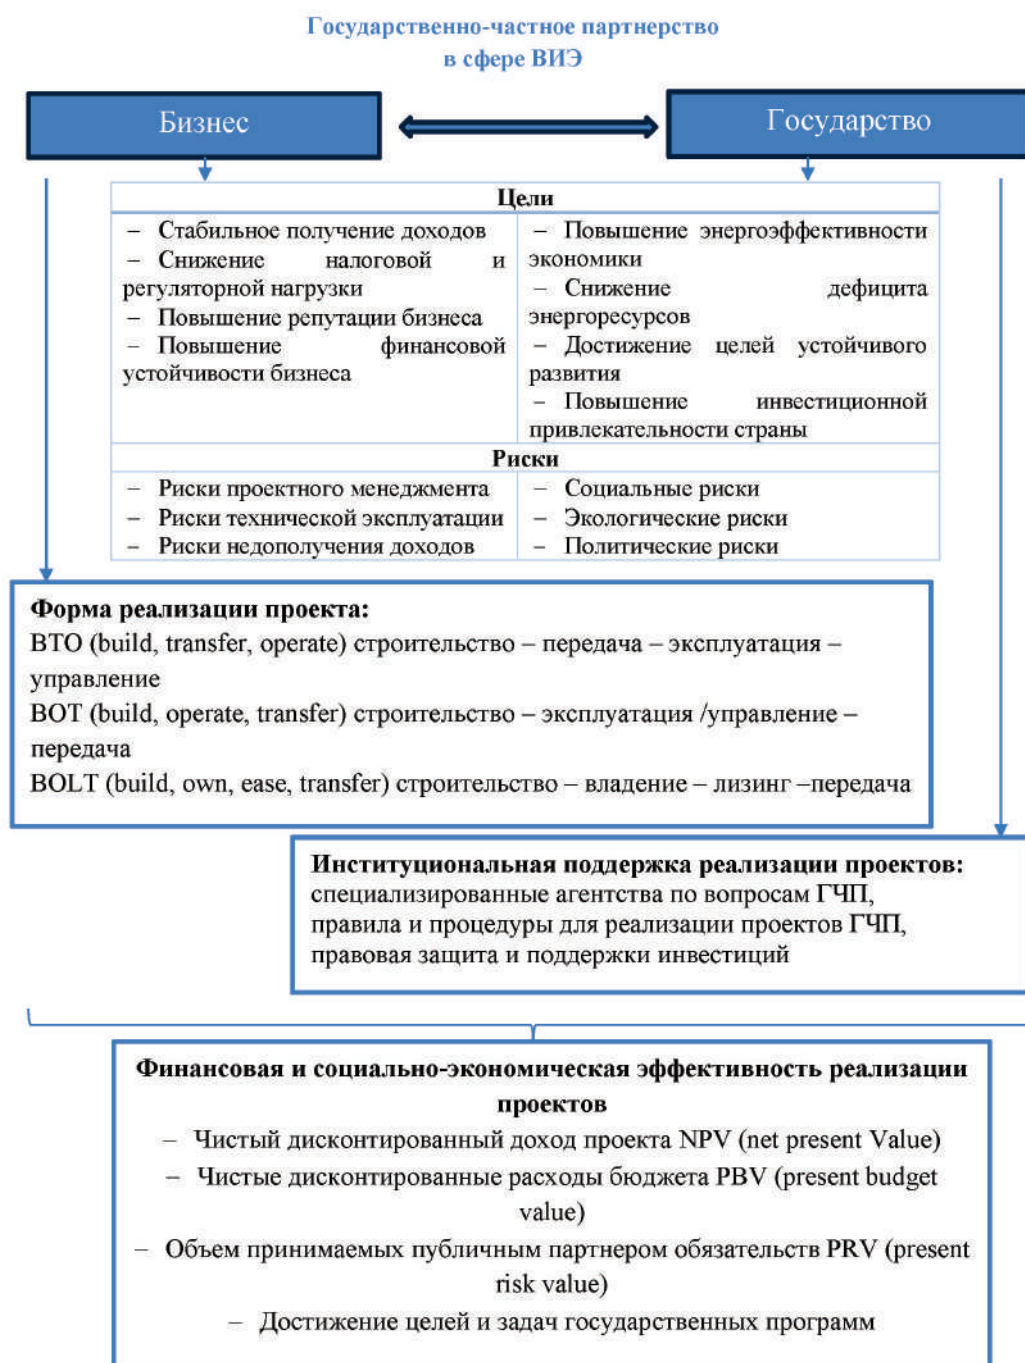 Государственно-частное партнерство
в сфере ВИЭ
Бизнес
Государство
Цели
– Стабильное получение доходов
– Снижение налоговой и
регуляторной нагрузки
– Повышение репутации бизнеса
– Повышение финансовой
устойчивости бизнеса
– Повышение энергоэффективности
экономики
– Снижение дефицита
энергоресурсов
– Достижение целей устойчивого
развития
– Повышение инвестиционной
привлекательности страны
Риски
– Риски проектного менеджмента
– Риски технической эксплуатации
– Риски недополучения доходов
– Социальные риски
– Экологические риски
– Политические риски
Форма реализации проекта:
BTO (build, transfer, operate) строительство – передача – эксплуатация –
управление
BOT (build, operate, transfer) строительство – эксплуатация /управление –
передача
BOLT (build, own, ease, transfer) строительство – владение – лизинг –передача
Институциональная поддержка реализации проектов:
специализированные агентства по вопросам ГЧП,
правила и процедуры для реализации проектов ГЧП,
правовая защита и поддержки инвестиций
Финансовая и социально-экономическая эффективность реализации
проектов
– Чистый дисконтированный доход проекта NPV (net present Value)
– Чистые дисконтированные расходы бюджета PBV (present budget
value)
– Объем принимаемых публичным партнером обязательств PRV (present
risk value)
– Достижение целей и задач государственных программ